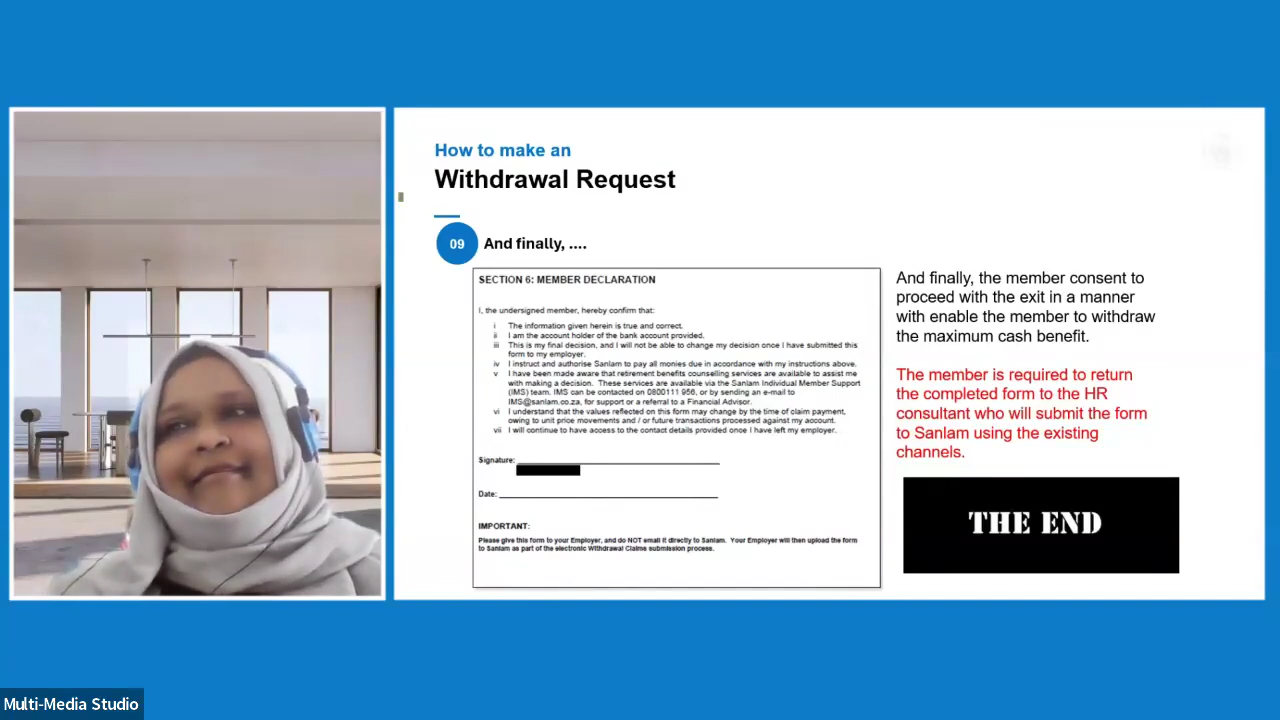 How to make an
Withdrawal Request
09
And finally, ....
SECTION 6: MEMBER DECLARATION
I, the undersigned member, hereby confirm that:
i The information given herein is true and correct.
ii I am the account holder of the bank account provided.
iii This is my final decision, and I will not be able to change my decision once I have submitted this
form to my employer.
iv I instruct and authorise Sanlam to pay all monies due in accordance with my instructions above.
v I have been made aware that retirement benefits counselling services are available to assist me
with making a decision. These services are available via the Sanlam Individual Member Support
(IMS) team. IMS can be contacted on 0800111 956, or by sending an e-mail to
IMS@sanlam.co.za, for support or a referral to a Financial Advisor.
vi I understand that the values reflected on this form may change by the time of claim payment,
owing to unit price movements and / or future transactions processed against my account.
vii I will continue to have access to the contact details provided once I have left my employer.
Signature:
Date:
IMPORTANT:
Please give this form to your Employer, and do NOT email it directly to Sanlam. Your Employer will then upload the form
to Sanlam as part of the electronic Withdrawal Claims submission process.
And finally, the member consent to
proceed with the exit in a manner
with enable the member to withdraw
the maximum cash benefit.
The member is required to return
the completed form to the HR
consultant who will submit the form
to Sanlam using the existing
channels.
THE END
Multi-Media Studio